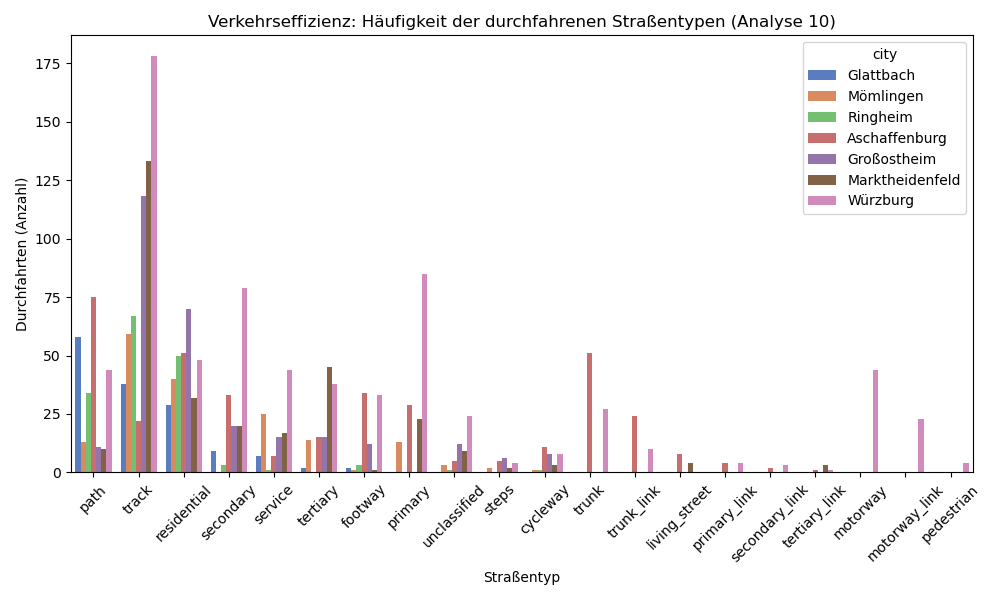 Verkehrseffizienz: Häufigkeit der durchfahrenen Straßentypen (Analyse 10)
Durchfahrten (Anzahl)
175
150
125
100
75
50
25
0
city
Glattbach
Mömlingen
Ringheim
Aschaffenburg
Großostheim
Marktheidenfeld
Würzburg
path
track
residential
secondary
service
tertiary
footway
primary
unclassified
steps
cycleway
trunk
trunk_link
living_street
primary_link
secondary_link
tertiary_link
motorway
motorway_link
pedestrian
Straßentyp